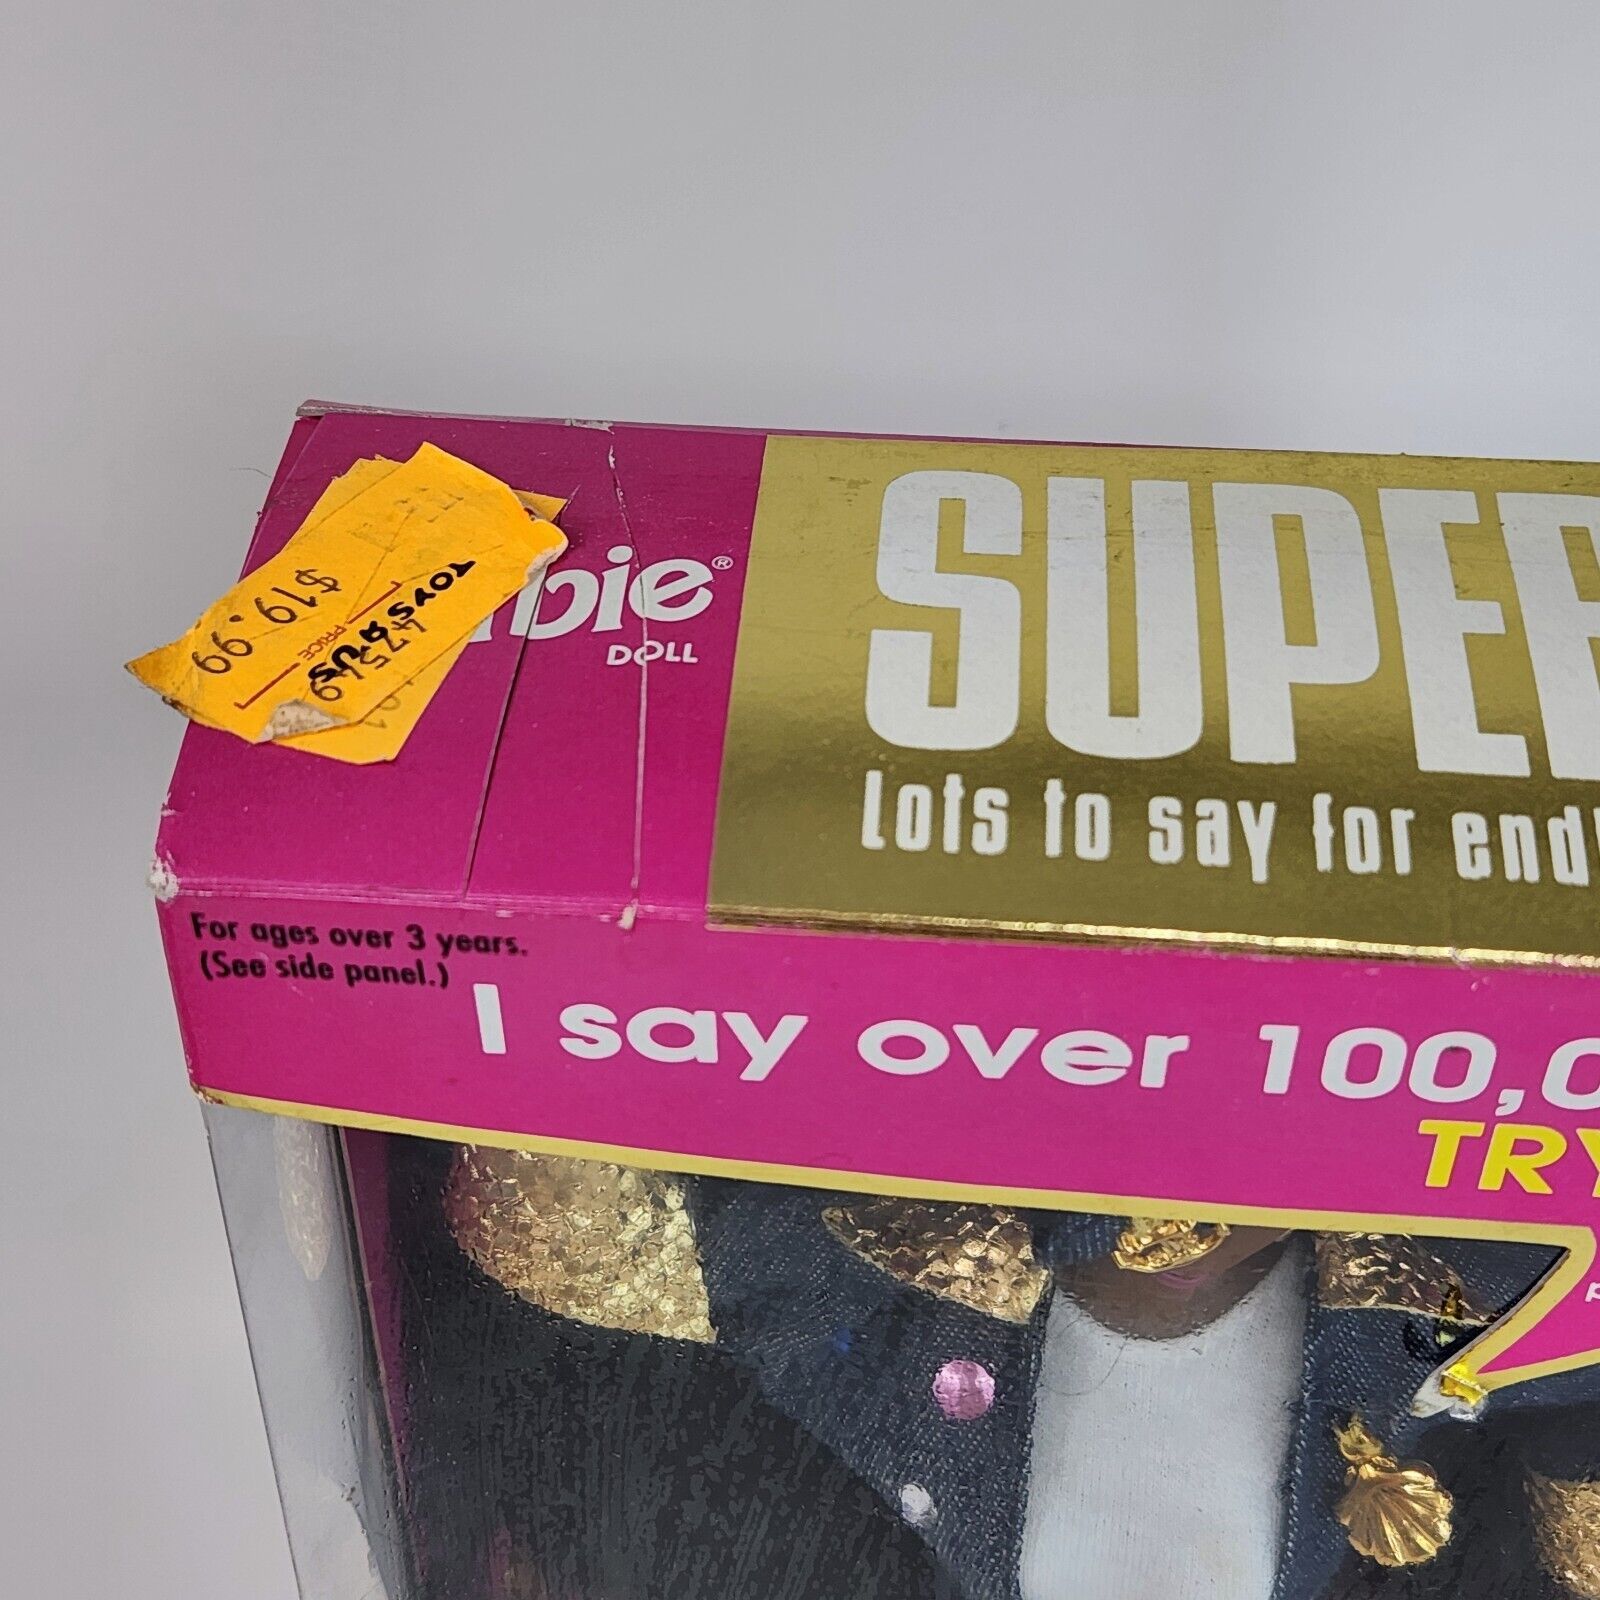 TOYS R US
47549
PRICE
$19.99
bie®
DOLL
SUPER
Lots to say for end
For ages over 3 years.
(See side panel.)
I say over 100,0
TRY